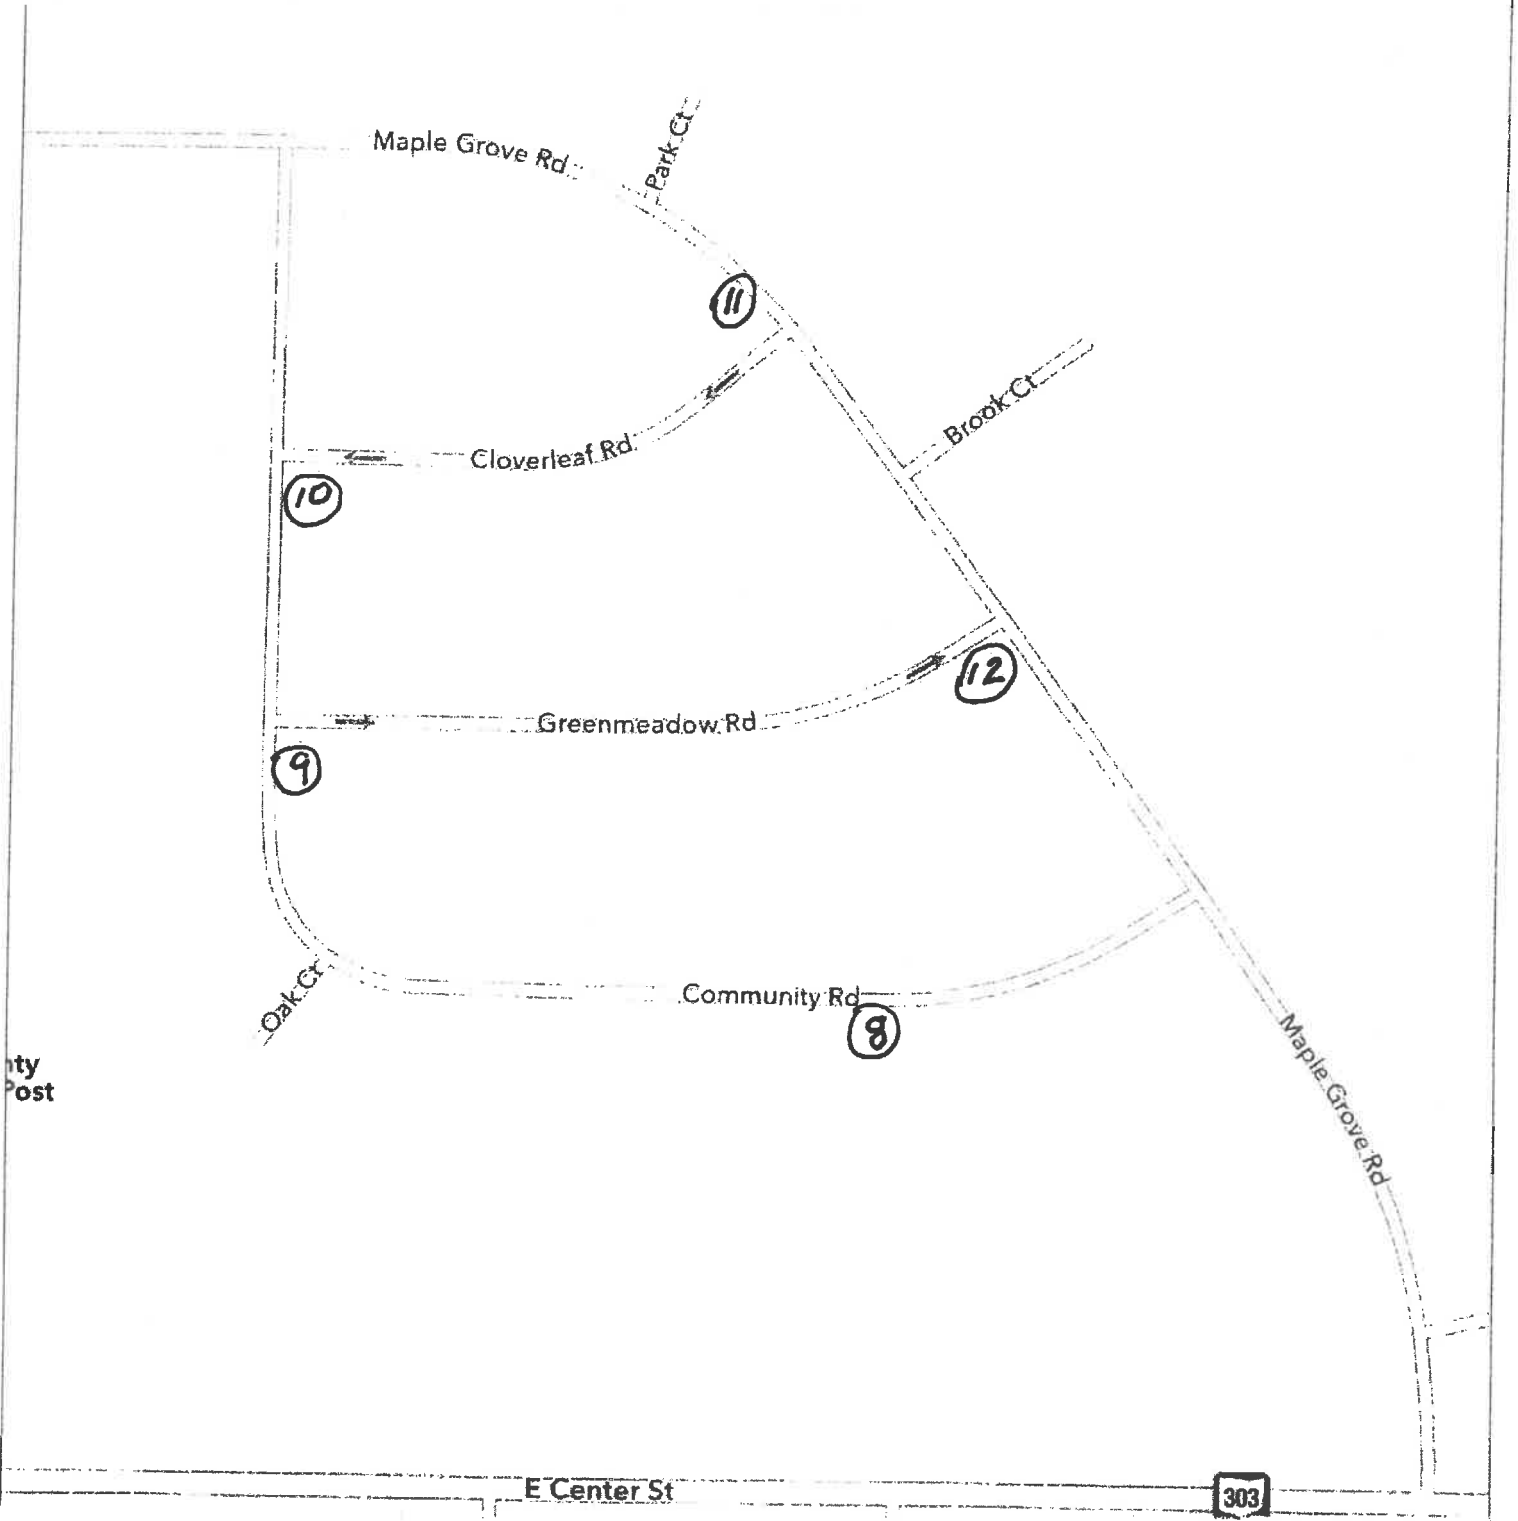 Park Ct
Maple Grove Rd
11
Brook Ct
Cloverleaf Rd
10
12
Greenmeadow Rd
9
Oak Ct
Community Rd
8
Maple Grove Rd
nty
Post
E Center St
303